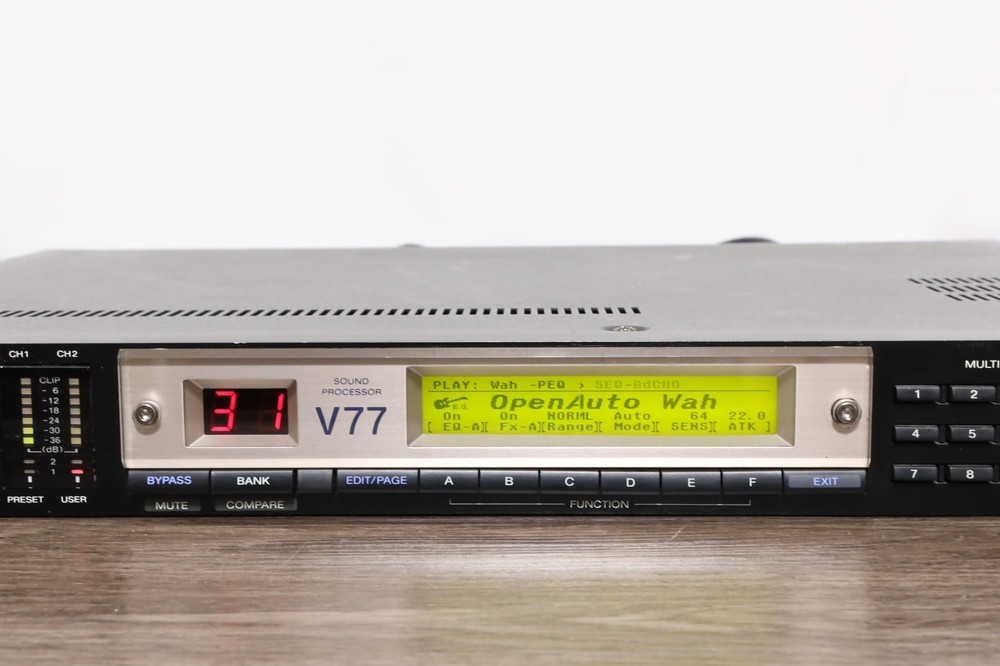 CH1 CH2
CLIP
- 6
-12
-18
-24
-30
-36
(dB)
2
1
PRESET USER
31
SOUND
PROCESSOR
V77
PLAY: Wah -PEQ ›
E.G. OpenAuto Wah
On On NORML Auto 64 22.0
[ EQ-A][ Fx-A][Range][ Mode][ SENS][ ATK ]
BYPASS BANK EDIT/PAGE A B C D E F EXIT
MUTE COMPARE FUNCTION
MULTI
1 2
4 5
7 8